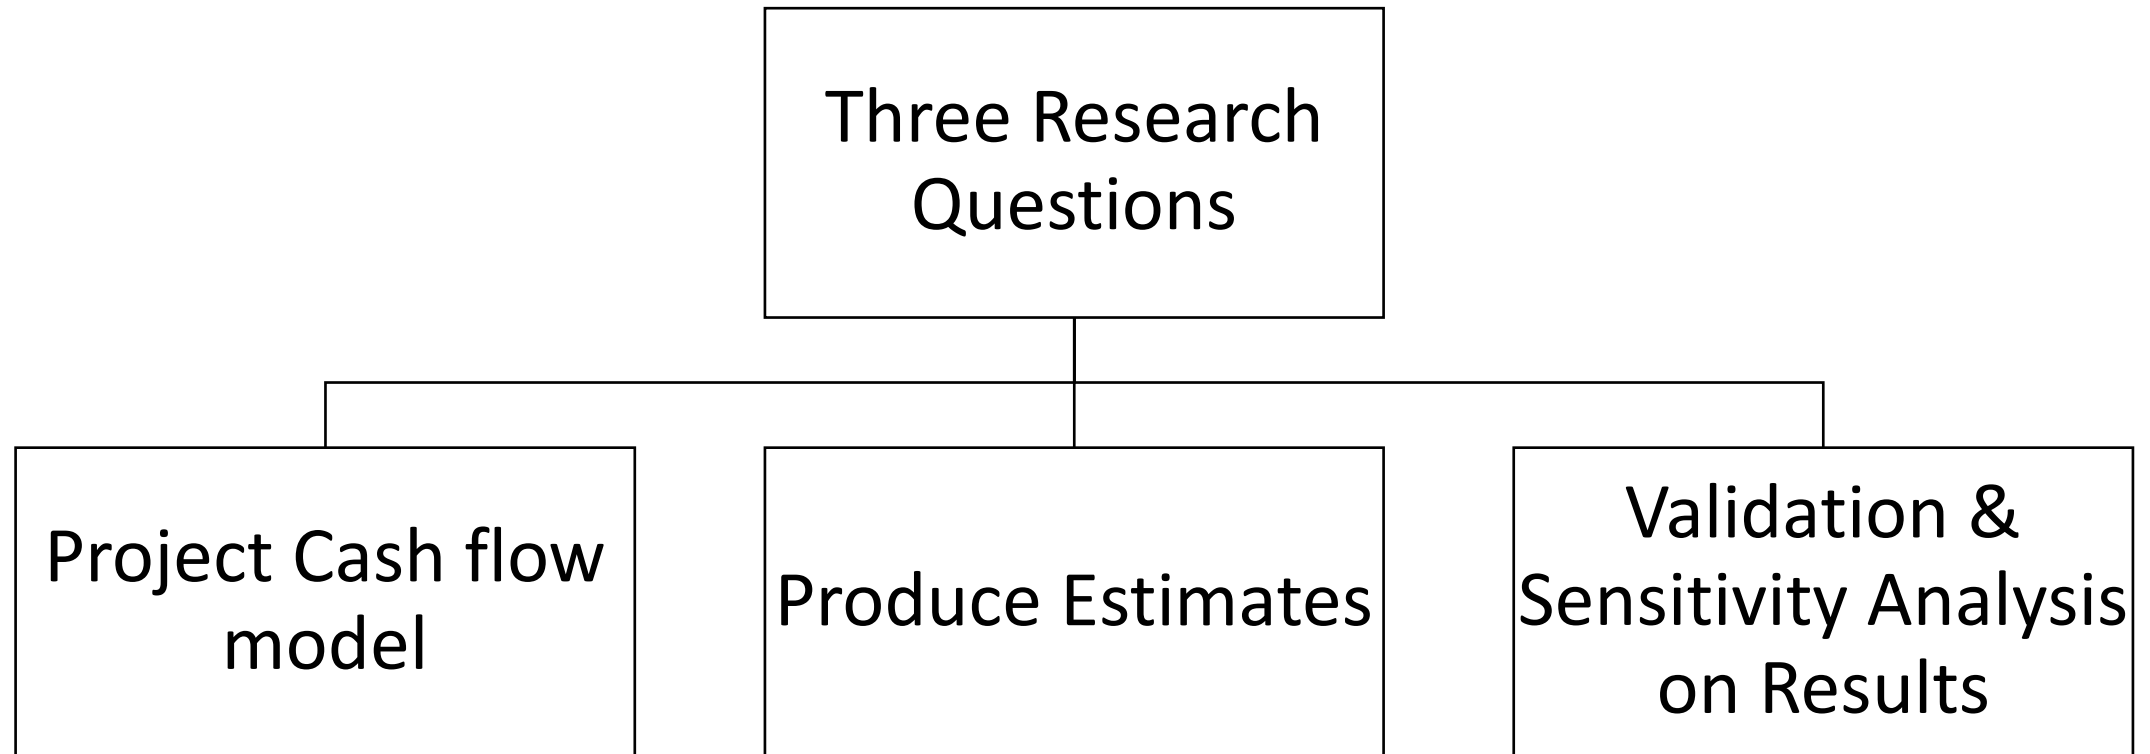 Three Research
Questions
Project Cash flow
model
Produce Estimates
Validation &
Sensitivity Analysis
on Results